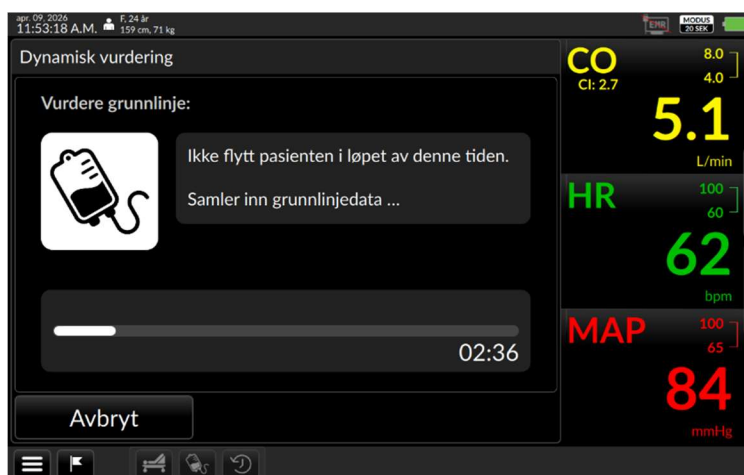 apr. 09, 2026
11:53:18 A.M.
F, 24 år
159 cm, 71 kg
EMR
MODUS
20 SEK
Dynamisk vurdering
Vurdere grunnlinje:
Ikke flytt pasienten i løpet av denne tiden.
Samler inn grunnlinjedata ...
02:36
Avbryt
CO
CI: 2.7
8.0
4.0
5.1
L/min
HR
100
60
62
bpm
MAP
100
65
84
mmHg